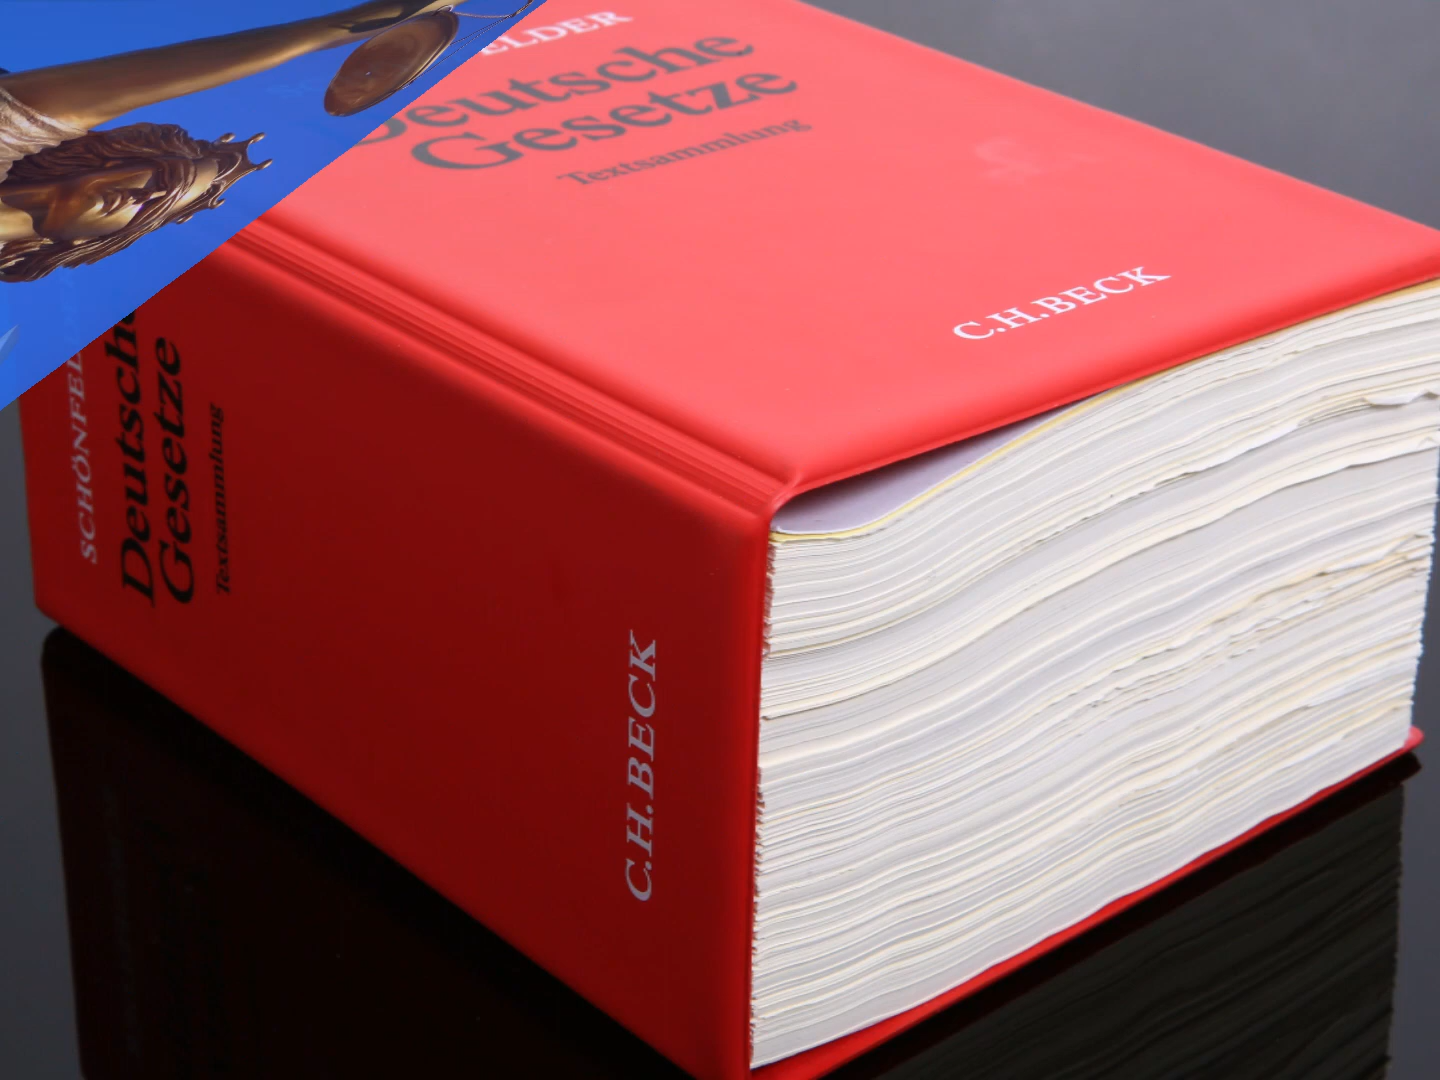 ELDER
Deutsche
Gesetze
Textsammlung
C.H.BECK
SCHÖNFEL
Deutsche
Gesetze
Textsammlung
C.H.BECK